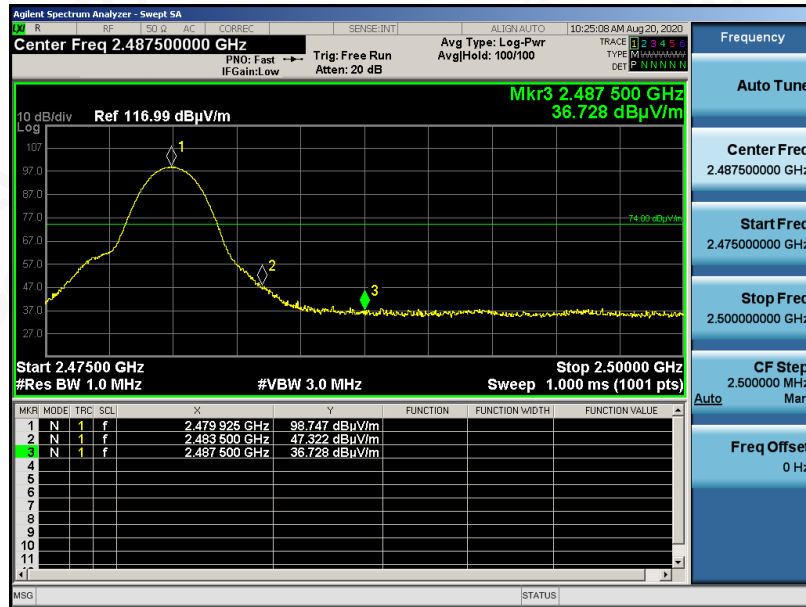 Agilent Spectrum Analyzer - Swept SA
LXI R RF 50 Ω AC CORREC SENSE:INT ALIGN AUTO 10:25:08 AM Aug 20, 2020
Center Freq 2.487500000 GHz
PNO: Fast
IFGain:Low
Trig: Free Run
Atten: 20 dB
Avg Type: Log-Pwr
Avg|Hold: 100/100
TRACE 1 2 3 4 5 6
TYPE M WWWWW
DET P N N N N N
Mkr3 2.487 500 GHz
36.728 dBµV/m
10 dB/div Ref 116.99 dBµV/m
Log
107
97.0
87.0
77.0
67.0
57.0
47.0
37.0
27.0
74.00 dBµV/m
1
2
3
Start 2.47500 GHz Stop 2.50000 GHz
#Res BW 1.0 MHz #VBW 3.0 MHz Sweep 1.000 ms (1001 pts)
MKR MODE TRC SCL X Y FUNCTION FUNCTION WIDTH FUNCTION VALUE
1 N 1 f 2.479 925 GHz 98.747 dBµV/m
2 N 1 f 2.483 500 GHz 47.322 dBµV/m
3 N 1 f 2.487 500 GHz 36.728 dBµV/m
4
5
6
7
8
9
10
11
MSG STATUS
Frequency
Auto Tune
Center Freq
2.487500000 GHz
Start Freq
2.475000000 GHz
Stop Freq
2.500000000 GHz
CF Step
2.500000 MHz
Auto Man
Freq Offset
0 Hz